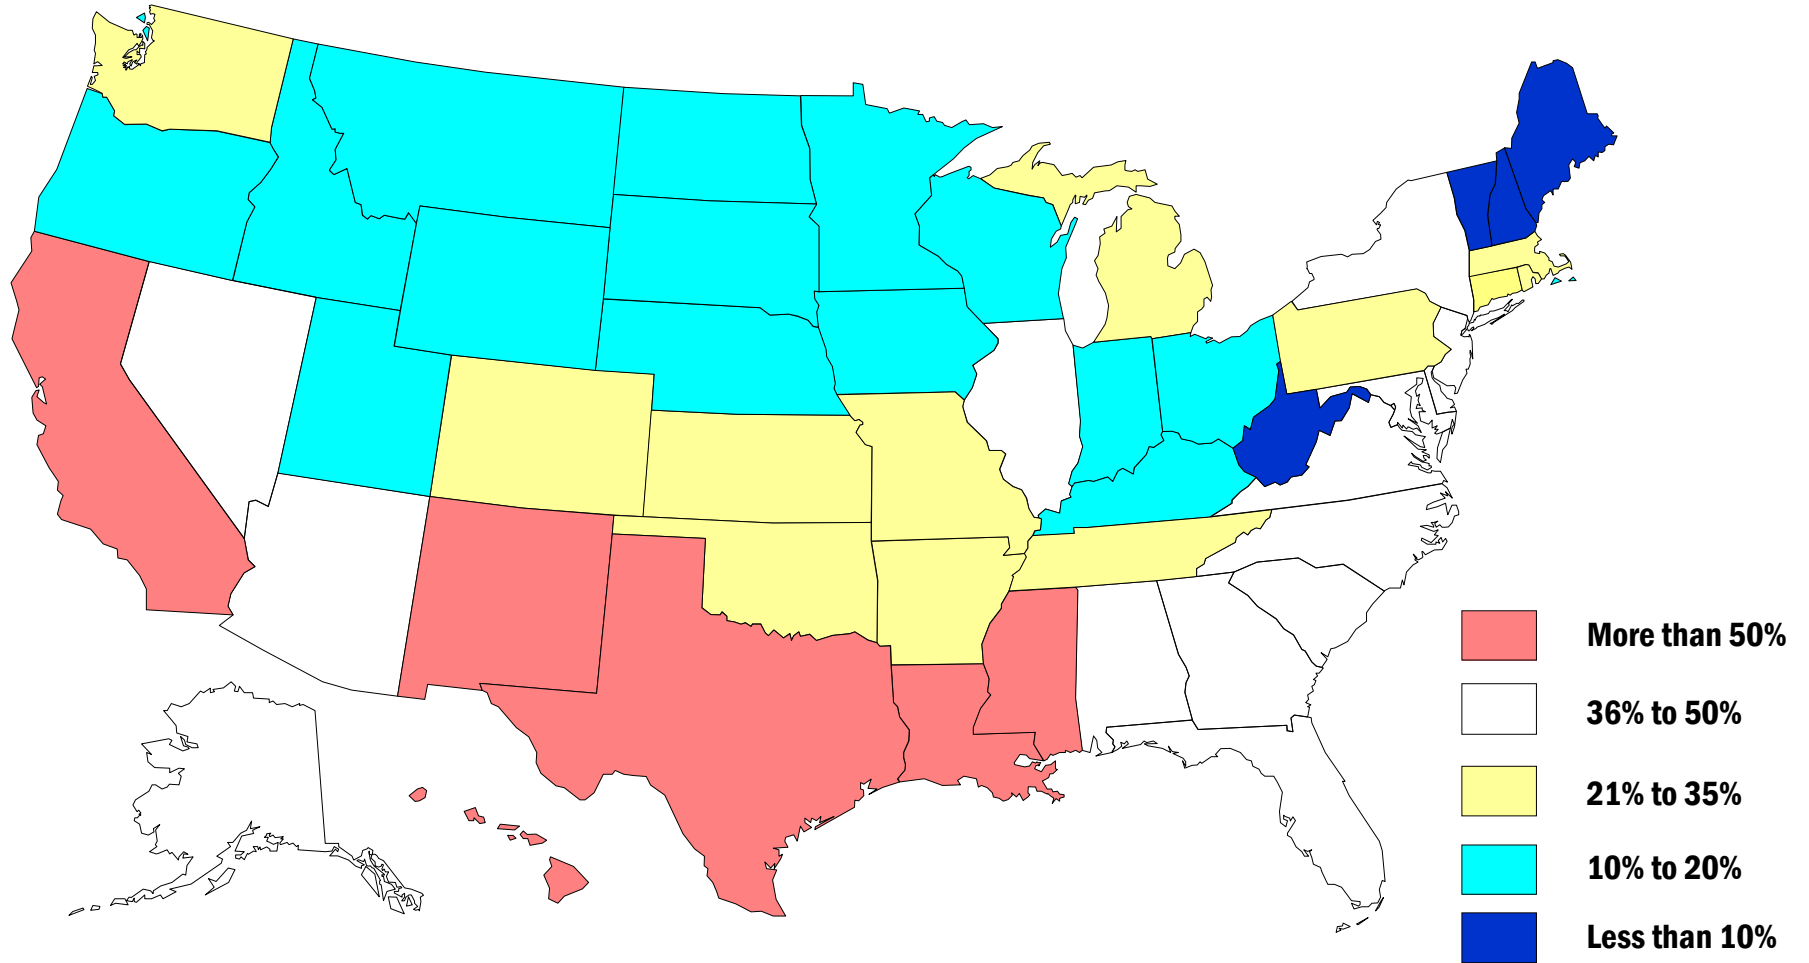 More than 50%
36% to 50%
21% to 35%
10% to 20%
Less than 10%